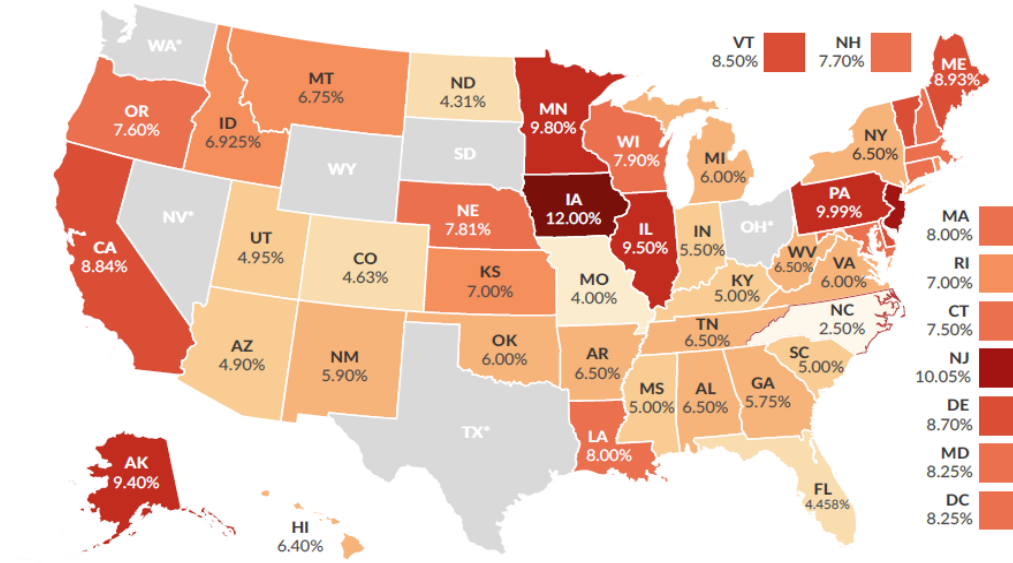 WA*
OR
7.60%
CA
8.84%
NV*
ID
6.925%
MT
6.75%
WY
UT
4.95%
AZ
4.90%
CO
4.63%
NM
5.90%
ND
4.31%
SD
NE
7.81%
KS
7.00%
OK
6.00%
TX*
MN
9.80%
IA
12.00%
MO
4.00%
AR
6.50%
LA
8.00%
WI
7.90%
IL
9.50%
MI
6.00%
IN
5.50%
OH*
KY
5.00%
TN
6.50%
MS
5.00%
AL
6.50%
GA
5.75%
FL
4.458%
SC
5.00%
NC
2.50%
VA
6.00%
WV
6.50%
PA
9.99%
NY
6.50%
VT
8.50%
NH
7.70%
ME
8.93%
MA
8.00%
RI
7.00%
CT
7.50%
NJ
10.05%
DE
8.70%
MD
8.25%
DC
8.25%
AK
9.40%
HI
6.40%